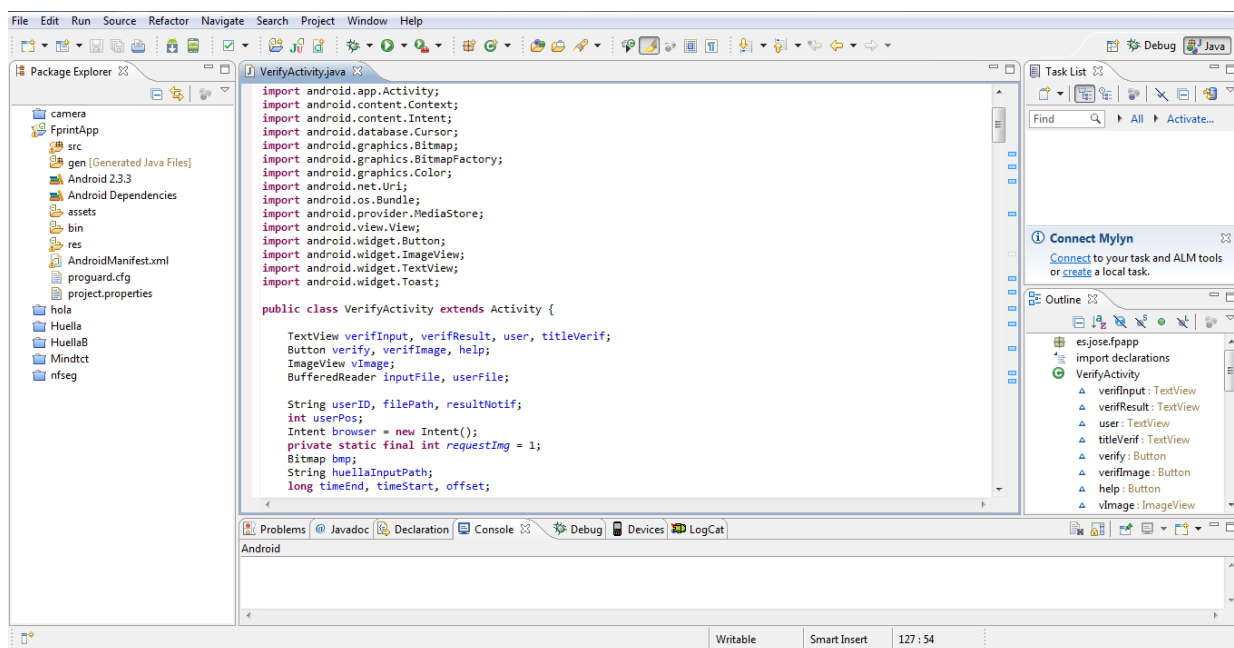 File Edit Run Source Refactor Navigate Search Project Window Help
Debug
Java
Package Explorer
camera
FprintApp
src
gen [Generated Java Files]
Android 2.3.3
Android Dependencies
assets
bin
res
AndroidManifest.xml
proguard.cfg
project.properties
hola
Huella
HuellaB
Mindtct
nfseg
VerifyActivity.java
import android.app.Activity;
import android.content.Context;
import android.content.Intent;
import android.database.Cursor;
import android.graphics.Bitmap;
import android.graphics.BitmapFactory;
import android.graphics.Color;
import android.net.Uri;
import android.os.Bundle;
import android.provider.MediaStore;
import android.view.View;
import android.widget.Button;
import android.widget.ImageView;
import android.widget.TextView;
import android.widget.Toast;
public class VerifyActivity extends Activity {
TextView verifInput, verifResult, user, titleVerif;
Button verify, verifImage, help;
ImageView vImage;
BufferedReader inputFile, userFile;
String userID, filePath, resultNotif;
int userPos;
Intent browser = new Intent();
private static final int requestImg = 1;
Bitmap bmp;
String huellaInputPath;
long timeEnd, timeStart, offset;
Task List
Find All Activate...
Connect Mylyn
Connect to your task and ALM tools
or create a local task.
Outline
es.jose.fpapp
import declarations
VerifyActivity
verifInput : TextView
verifResult : TextView
user : TextView
titleVerif : TextView
verify : Button
verifImage : Button
help : Button
vImage : ImageView
Problems @ Javadoc Declaration Console Debug Devices LogCat
Android
Writable Smart Insert 127 : 54